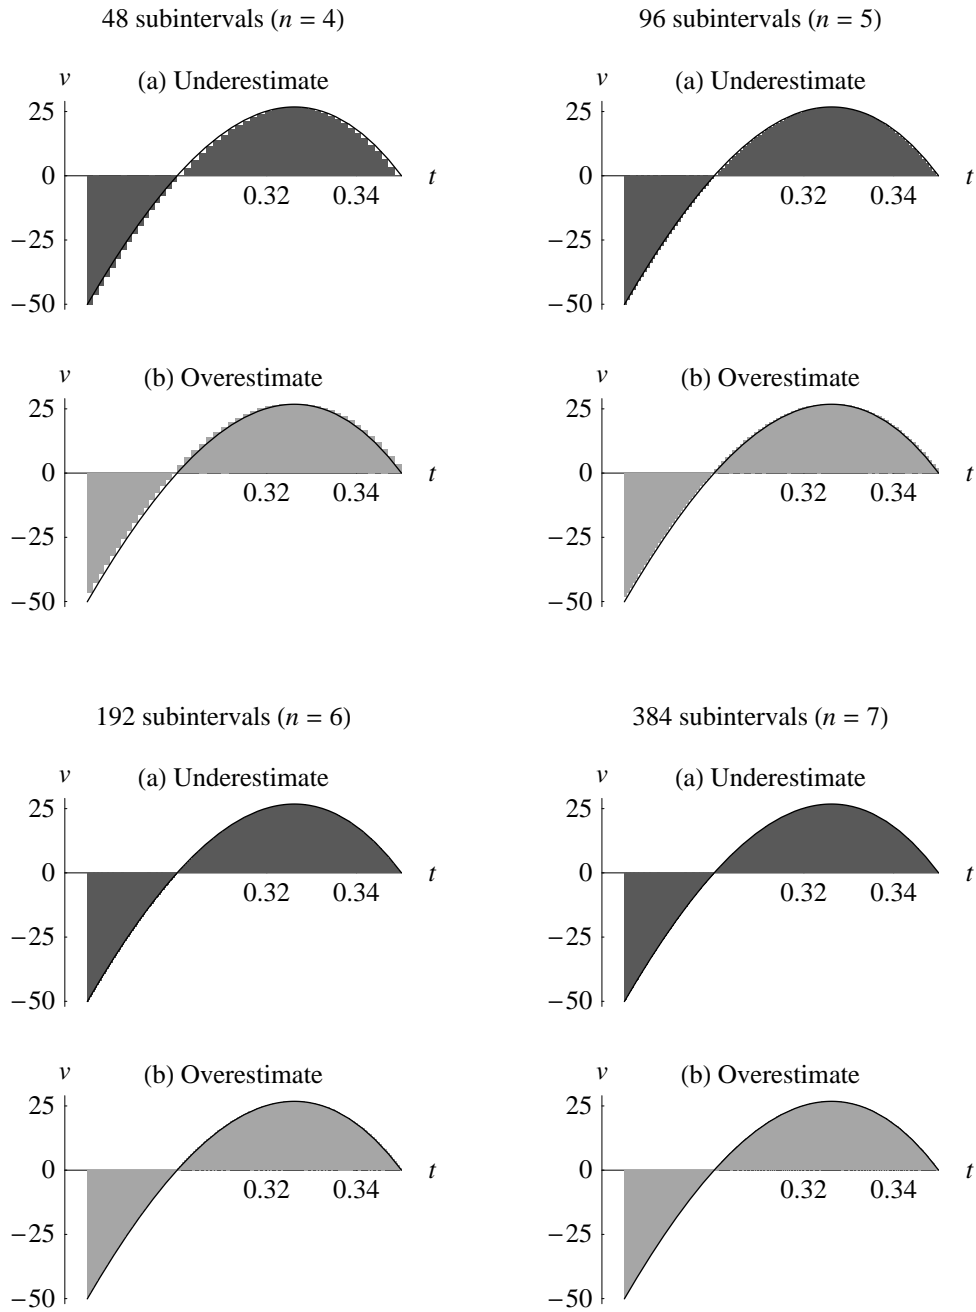 48 subintervals (n = 4)
v
(a) Underestimate
25
0
t
0.32 0.34
−25
−50
v
(b) Overestimate
25
0
t
0.32 0.34
−25
−50
96 subintervals (n = 5)
v
(a) Underestimate
25
0
t
0.32 0.34
−25
−50
v
(b) Overestimate
25
0
t
0.32 0.34
−25
−50
192 subintervals (n = 6)
v
(a) Underestimate
25
0
t
0.32 0.34
−25
−50
v
(b) Overestimate
25
0
t
0.32 0.34
−25
−50
384 subintervals (n = 7)
v
(a) Underestimate
25
0
t
0.32 0.34
−25
−50
v
(b) Overestimate
25
0
t
0.32 0.34
−25
−50